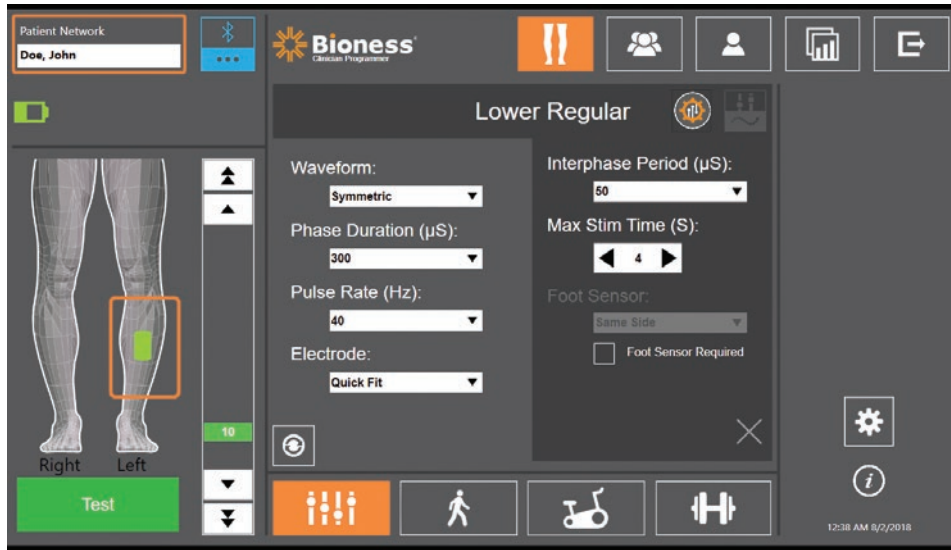 Patient Network
Doe, John
Bioness
Clinician Programmer
Lower Regular
Waveform:
Symmetric
Phase Duration (µS):
300
Pulse Rate (Hz):
40
Electrode:
Quick Fit
Interphase Period (µS):
50
Max Stim Time (S):
4
Foot Sensor:
Same Side
Foot Sensor Required
10
Right Left
Test
i
12:38 AM 8/2/2018